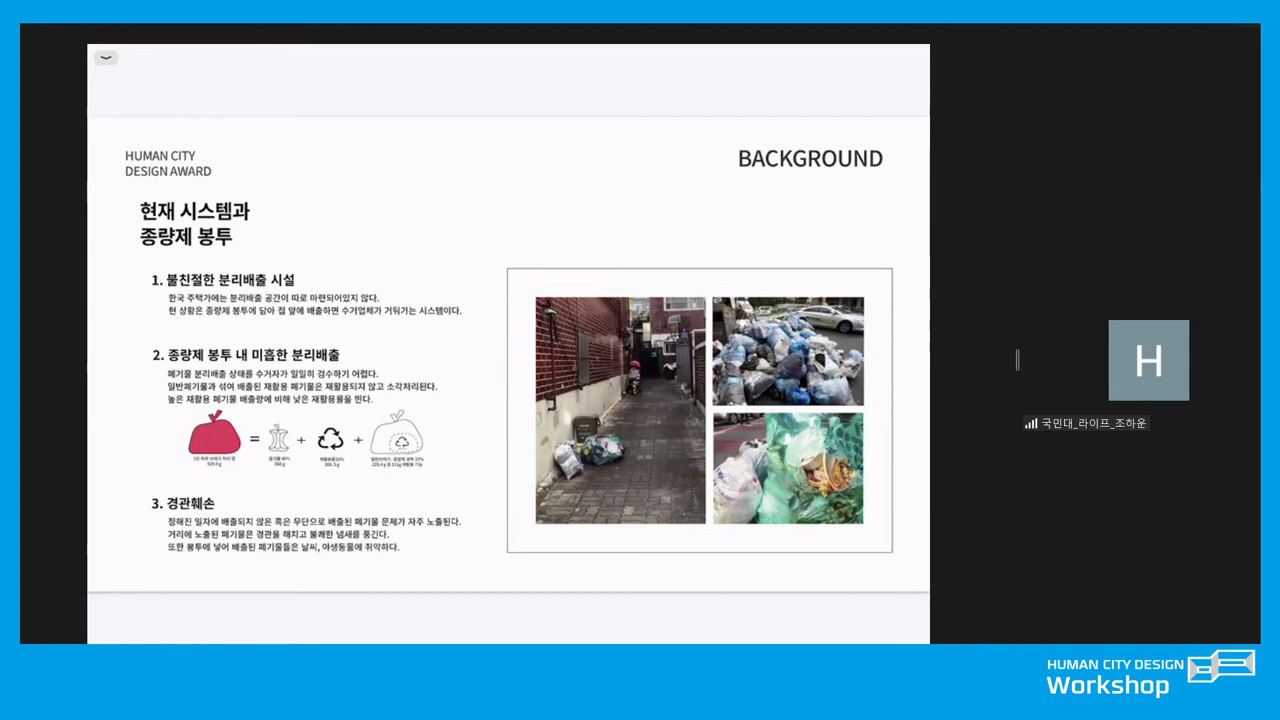 HUMAN CITY
DESIGN AWARD
BACKGROUND
현재 시스템과
종량제 봉투
1. 불친절한 분리배출 시설
한국 주택가에는 분리배출 공간이 따로 마련되어있지 않다.
현 상황은 종량제 봉투에 담아 집 앞에 배출하면 수거업체가 거둬가는 시스템이다.
2. 종량제 봉투 내 미흡한 분리배출
폐기물 분리배출 상태를 수거자가 일일히 검수하기 어렵다.
일반폐기물과 섞여 배출된 재활용 폐기물은 재활용되지 않고 소각처리된다.
높은 재활용 폐기물 배출량에 비해 낮은 재활용률을 띈다.
= + +
3. 경관훼손
정해진 일자에 배출되지 않은 혹은 무단으로 배출된 폐기물 문제가 자주 노출된다.
거리에 노출된 폐기물은 경관을 해치고 불쾌한 냄새를 풍긴다.
또한 봉투에 넣어 배출된 폐기물들은 날씨, 야생동물에 취약하다.
H
국민대_라이프_조하운
HUMAN CITY DESIGN
Workshop